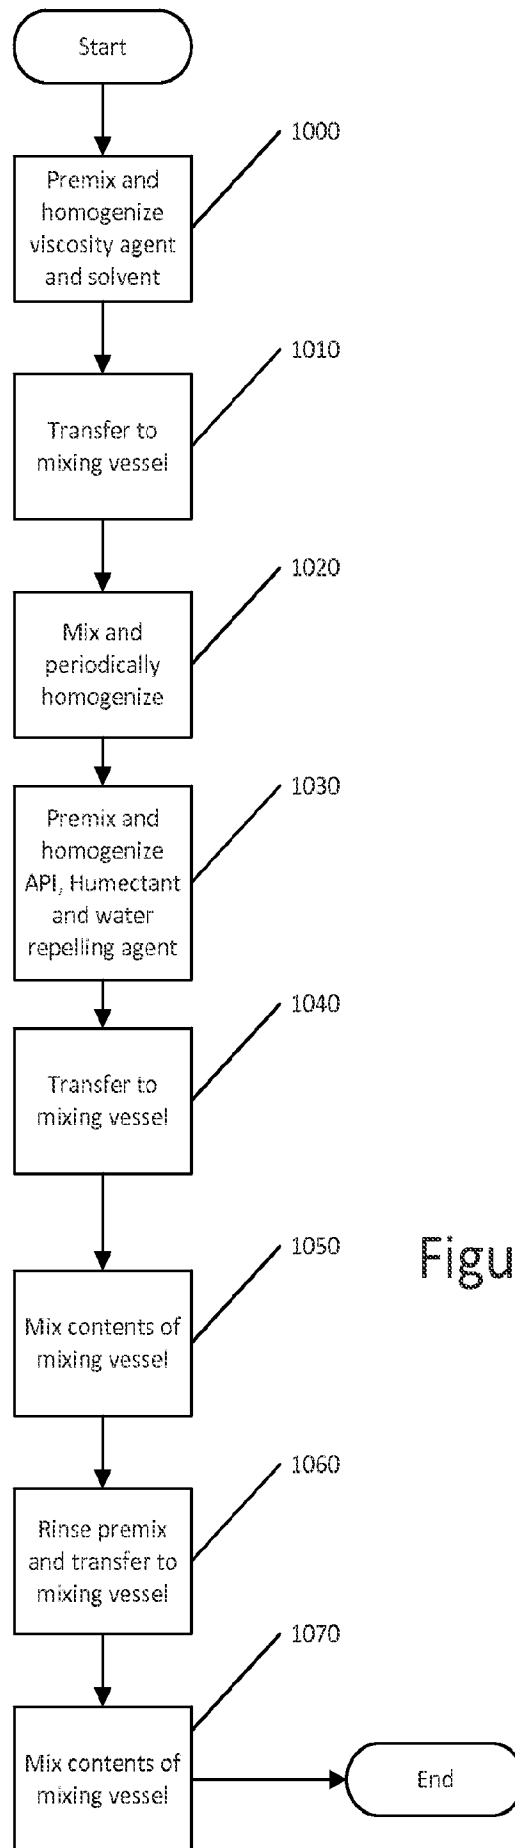 Start
1000
Premix and
homogenize
viscosity agent
and solvent
1010
Transfer to
mixing vessel
1020
Mix and
periodically
homogenize
1030
Premix and
homogenize
API, Humectant
and water
repelling agent
1040
Transfer to
mixing vessel
1050
Figu
Mix contents of
mixing vessel
1060
Rinse premix
and transfer to
mixing vessel
1070
Mix contents of
mixing vessel
End